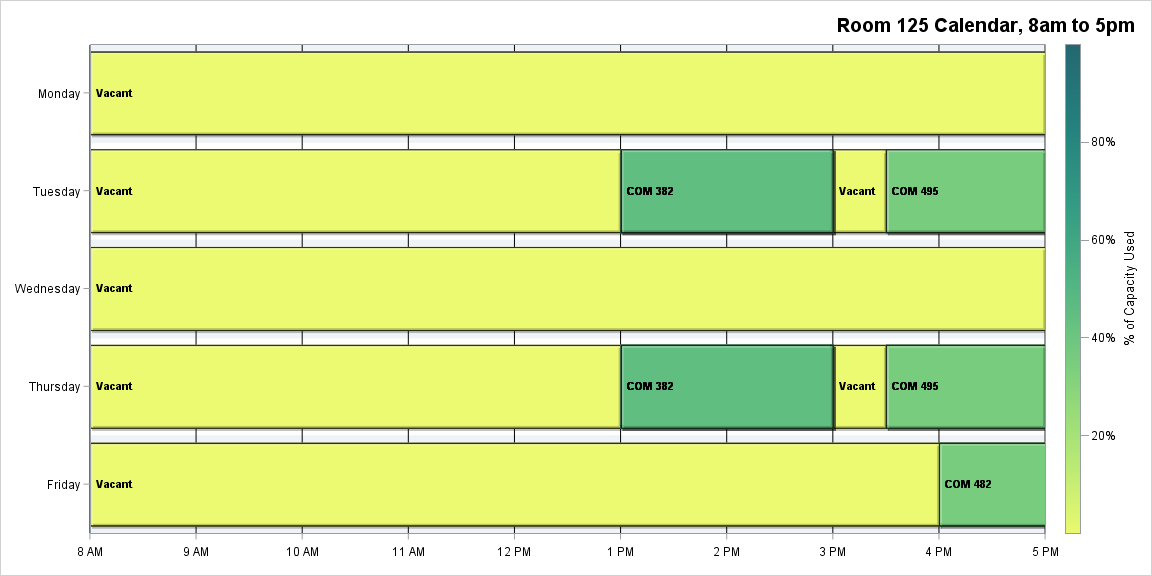 Room 125 Calendar, 8am to 5pm
Monday
Vacant
Tuesday
Vacant
COM 382
Vacant
COM 495
Wednesday
Vacant
Thursday
Vacant
COM 382
Vacant
COM 495
Friday
Vacant
COM 482
8 AM
9 AM
10 AM
11 AM
12 PM
1 PM
2 PM
3 PM
4 PM
5 PM
80%
60%
40%
20%
% of Capacity Used